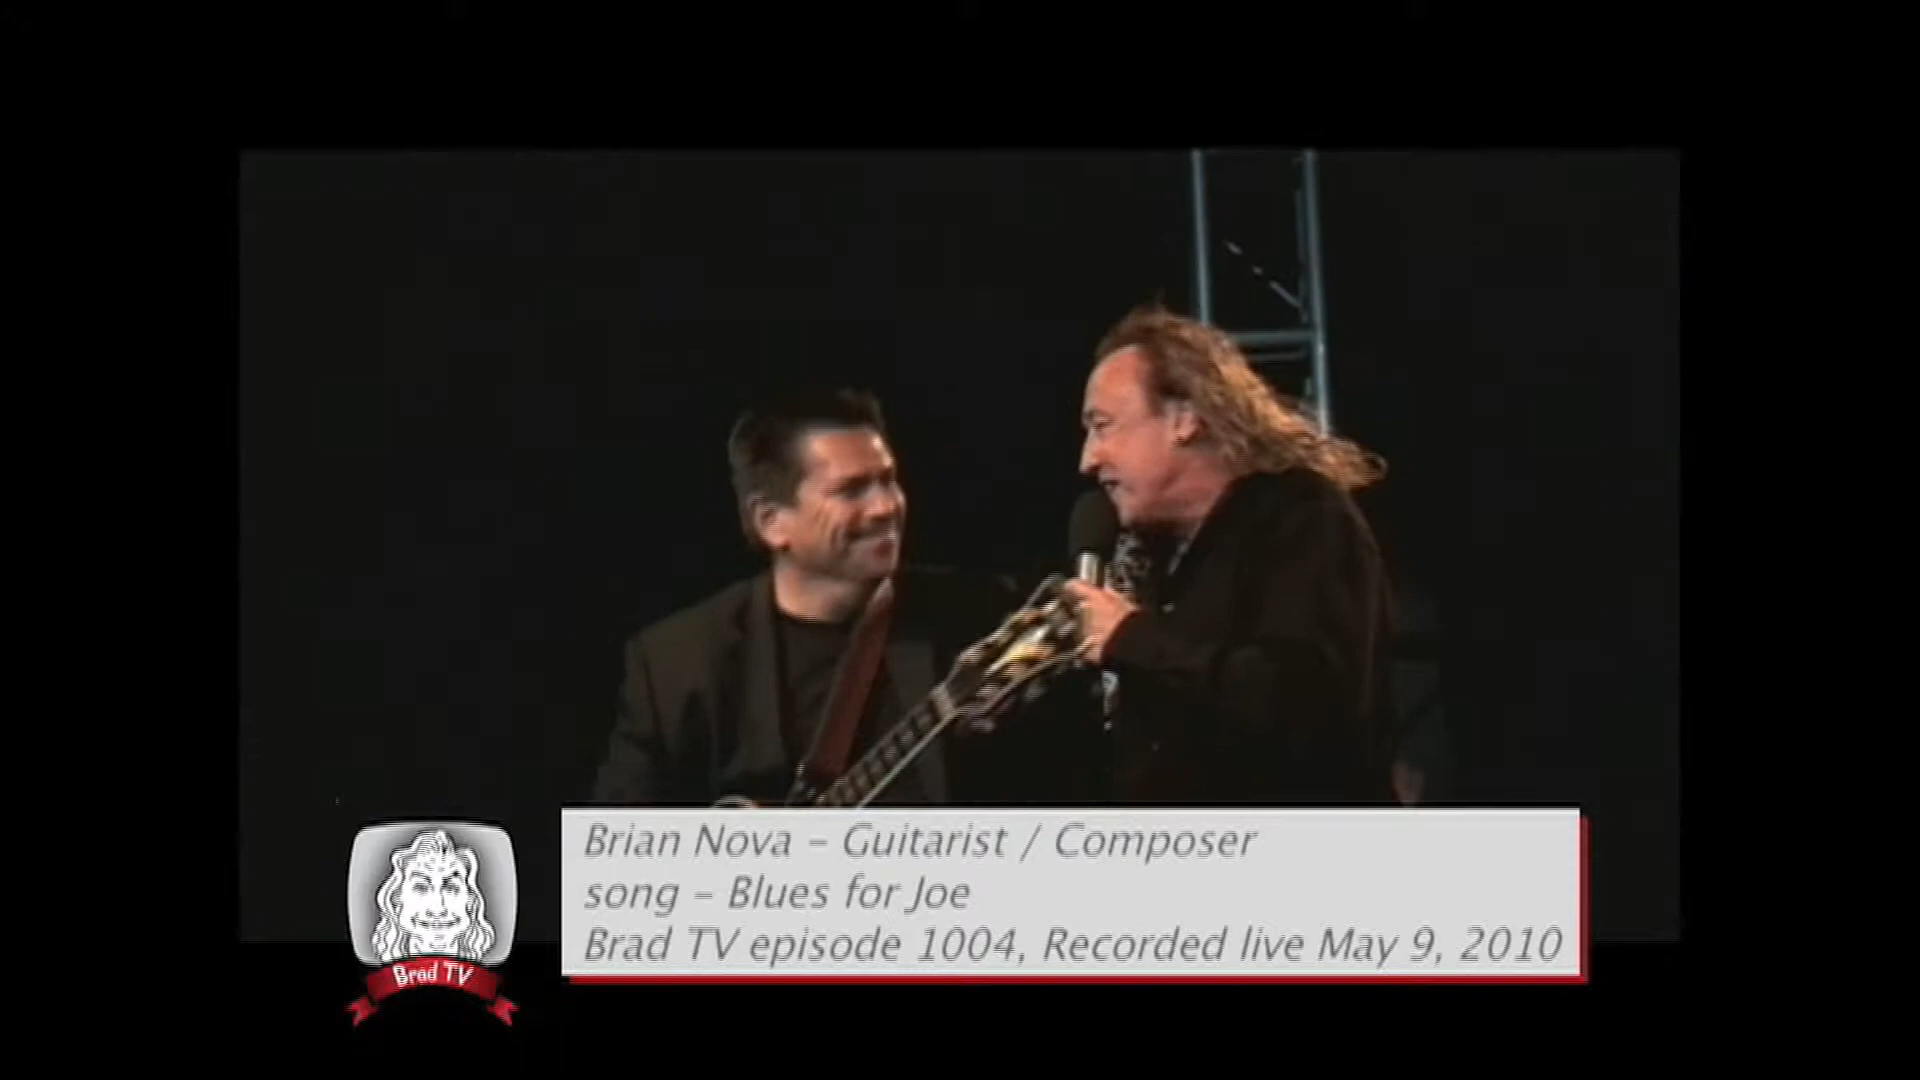 Brian Nova – Guitarist / Composer
song – Blues for Joe
Brad TV episode 1004, Recorded live May 9, 2010
Brad TV